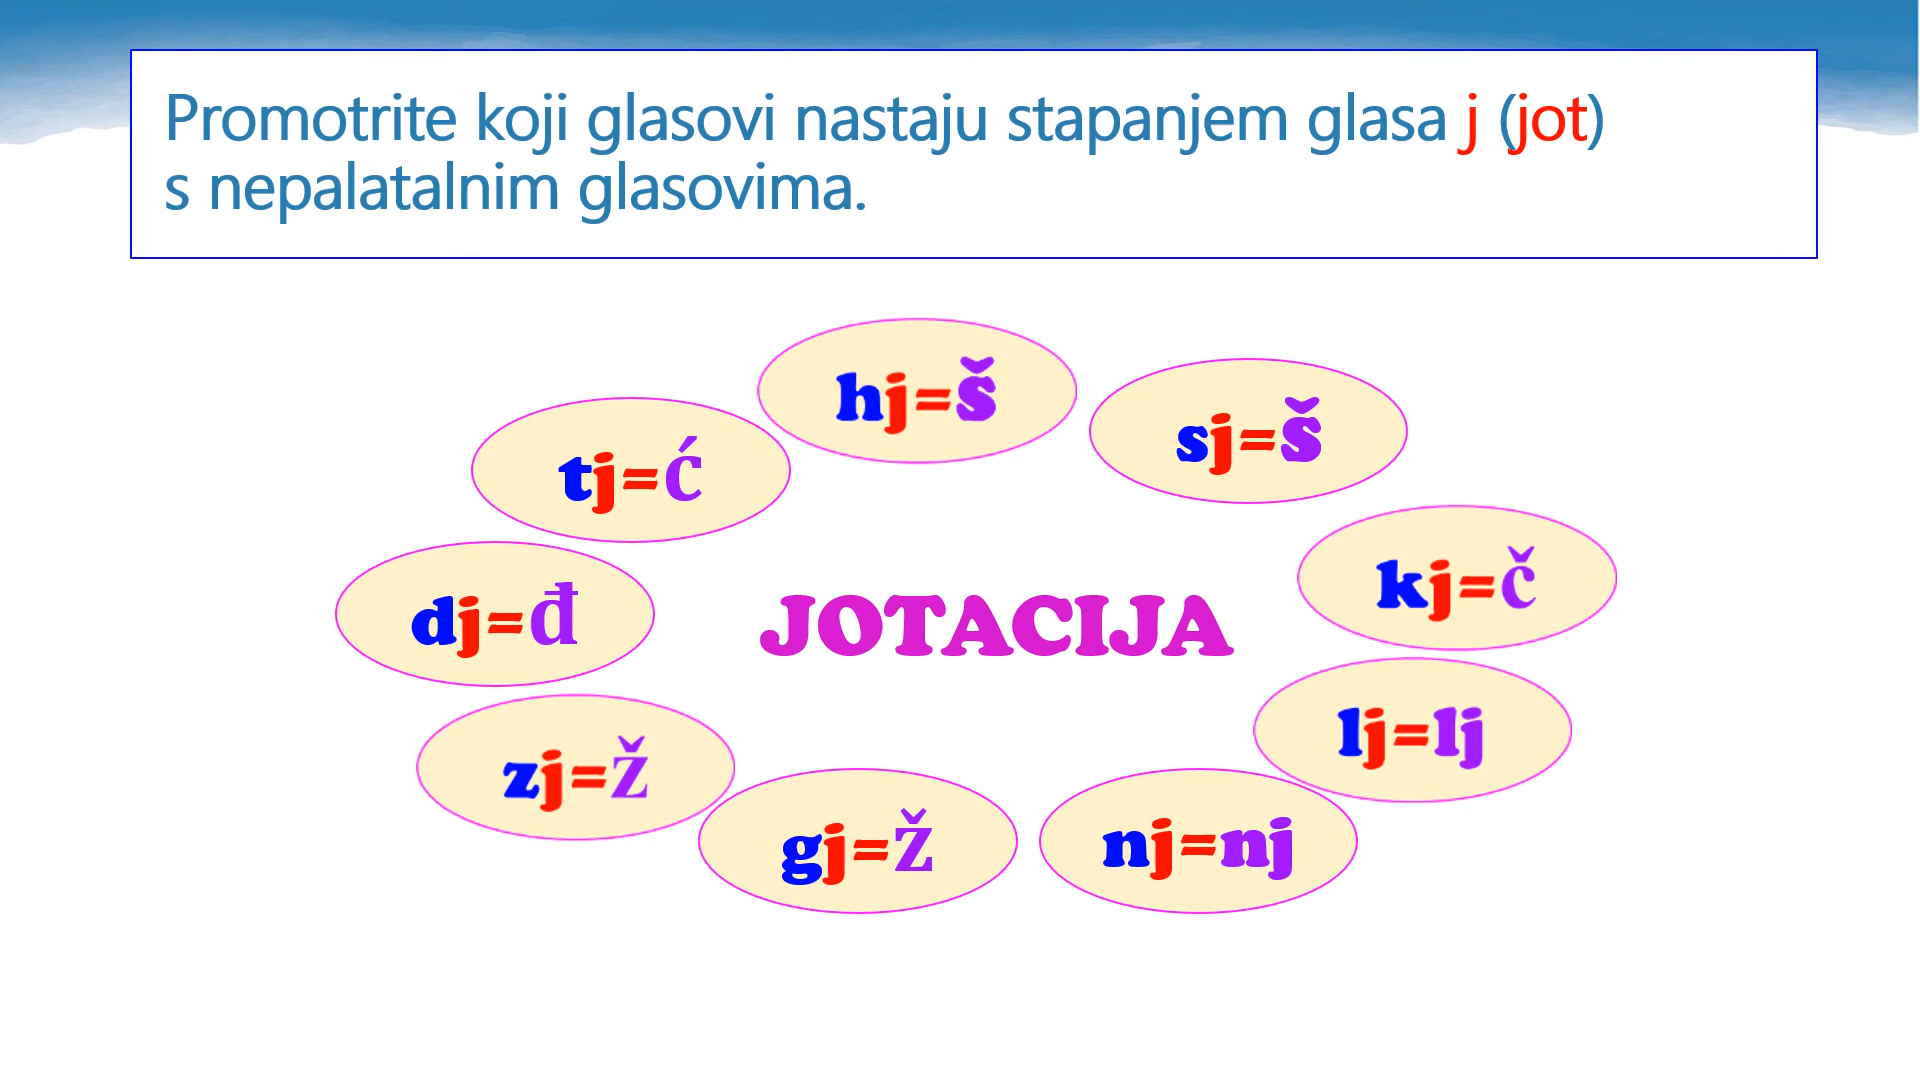 Promotrite koji glasovi nastaju stapanjem glasa j (jot)
s nepalatalnim glasovima.
hj=š
sj=š
tj=ć
kj=č
dj=đ
JOTACIJA
lj=lj
zj=ž
gj=ž
nj=nj